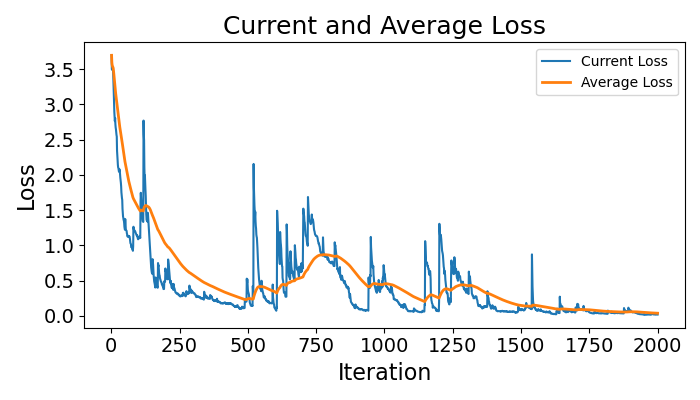 Current and Average Loss
Current Loss
Average Loss
Loss
3.5
3.0
2.5
2.0
1.5
1.0
0.5
0.0
0 250 500 750 1000 1250 1500 1750 2000
Iteration